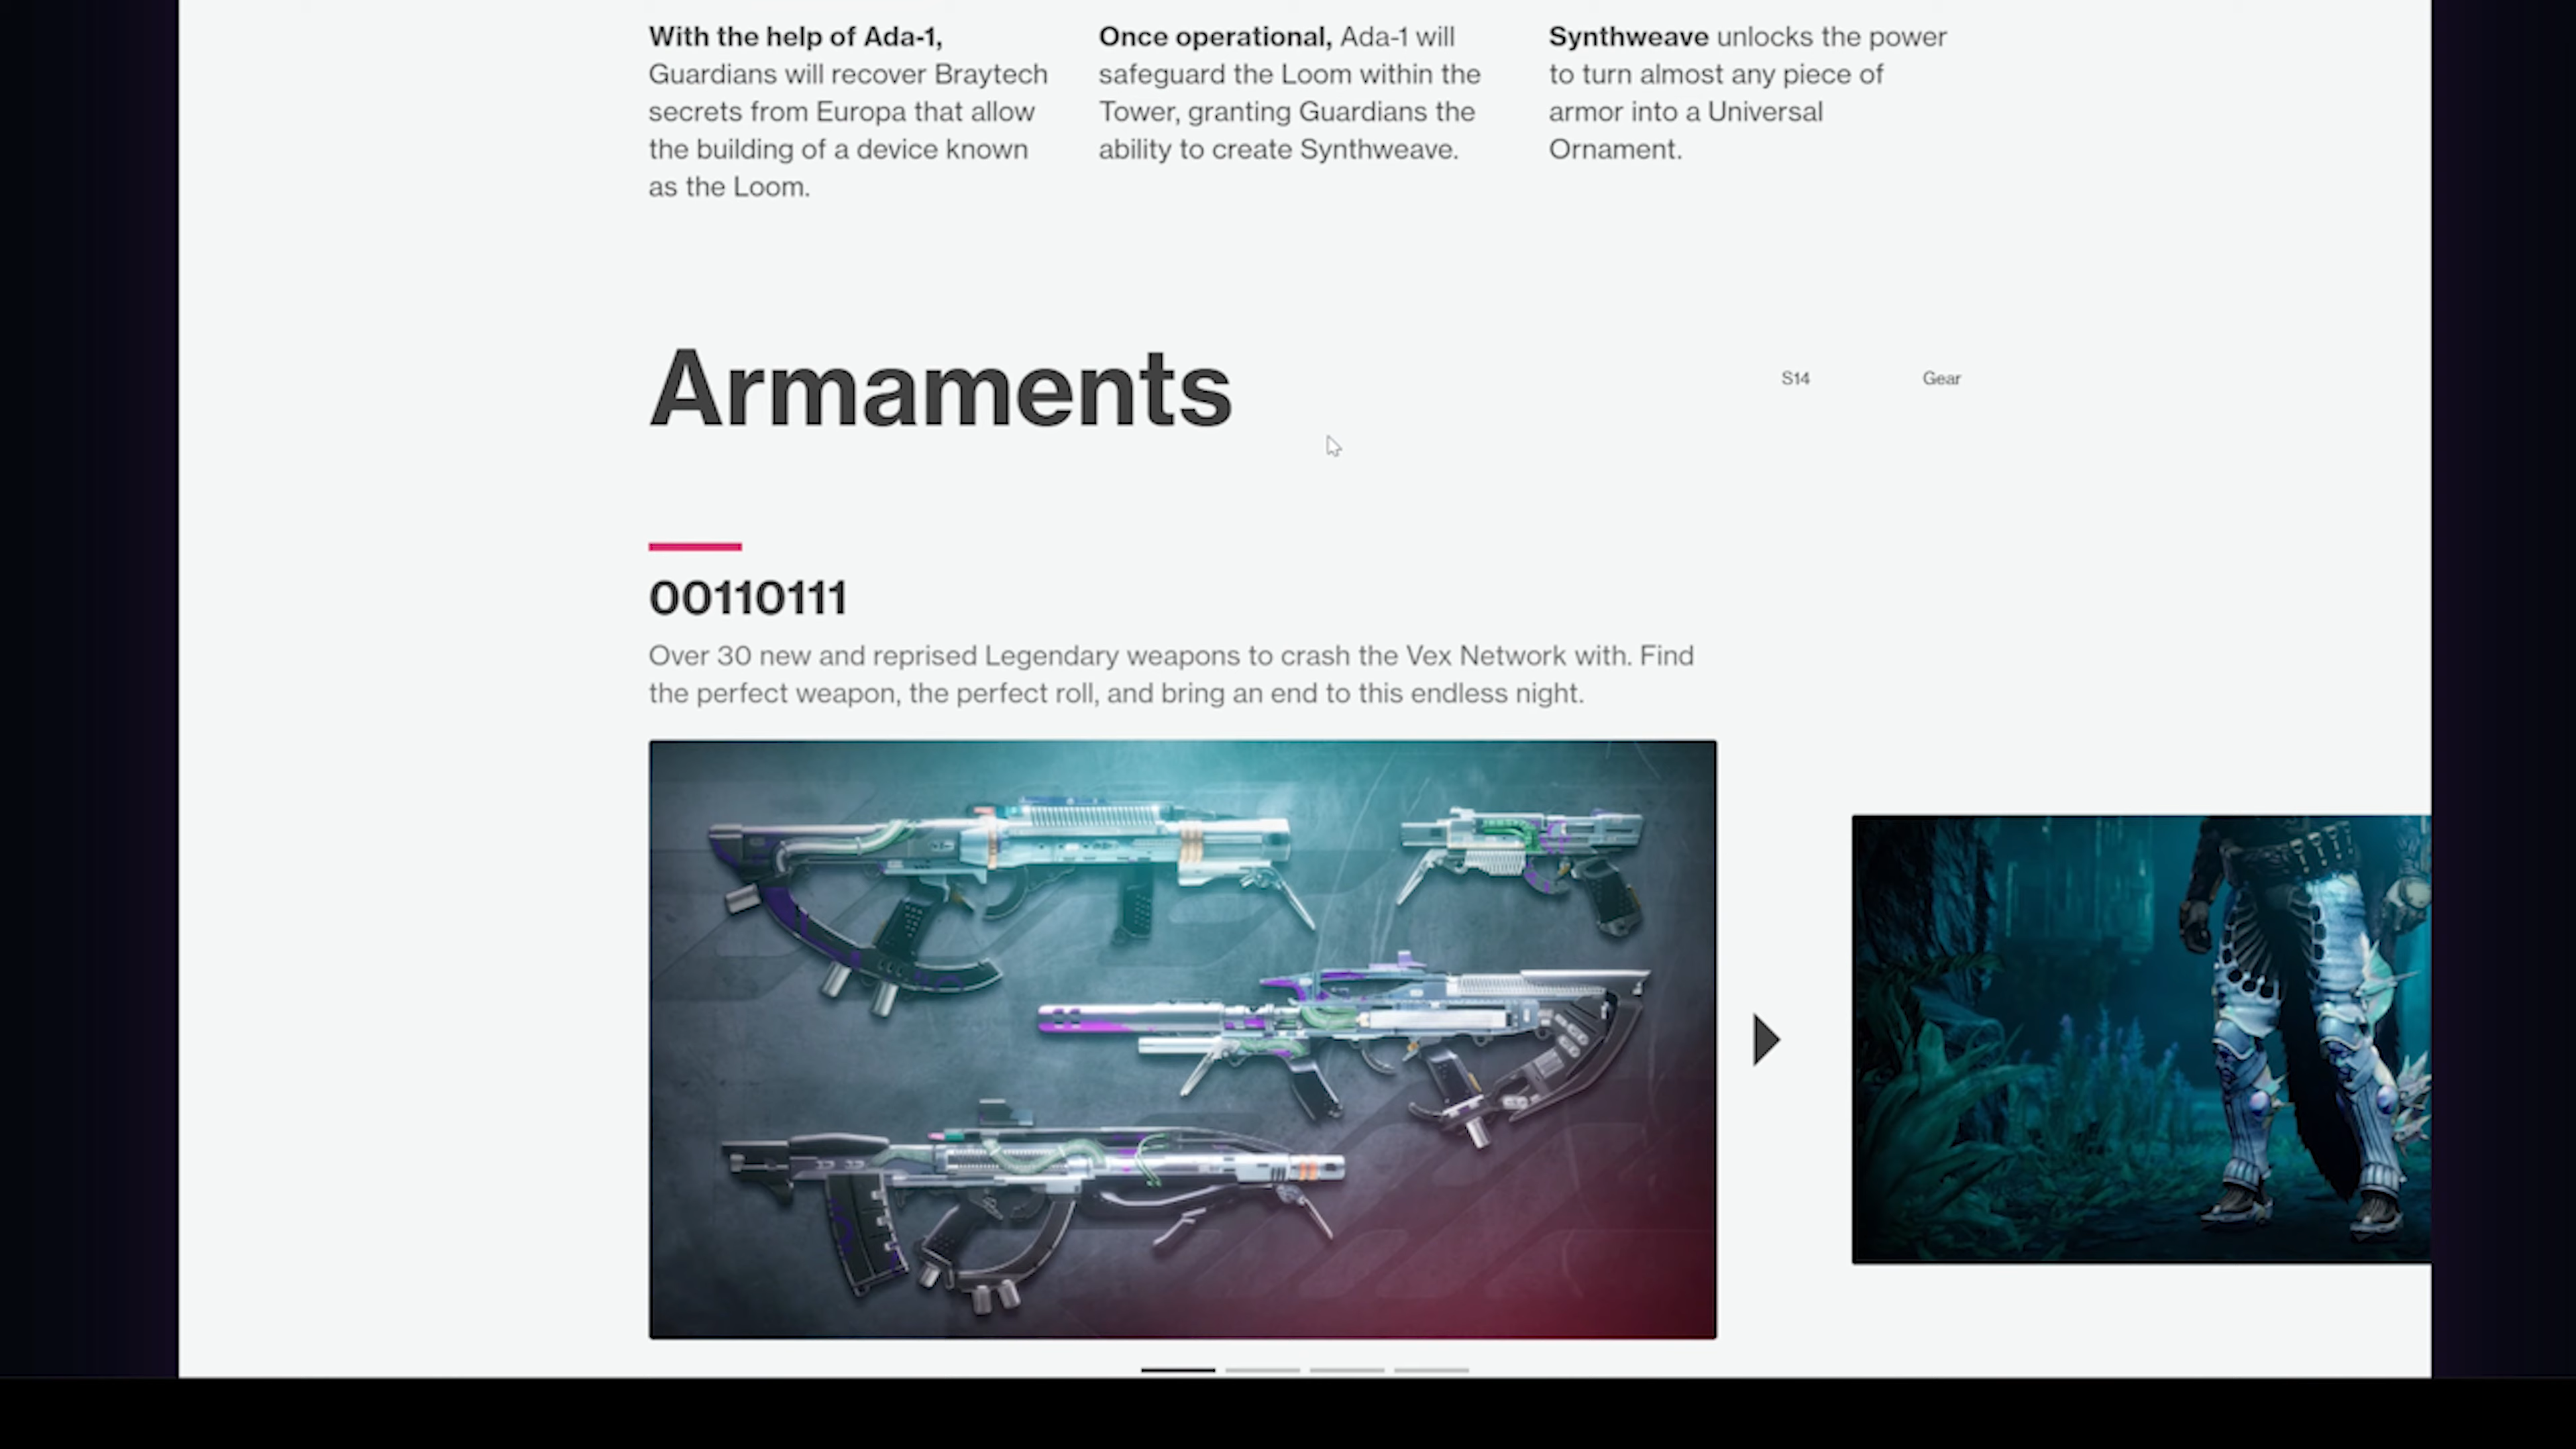 With the help of Ada-1,
Guardians will recover Braytech
secrets from Europa that allow
the building of a device known
as the Loom.
Once operational, Ada-1 will
safeguard the Loom within the
Tower, granting Guardians the
ability to create Synthweave.
Synthweave unlocks the power
to turn almost any piece of
armor into a Universal
Ornament.
Armaments
S14
Gear
00110111
Over 30 new and reprised Legendary weapons to crash the Vex Network with. Find
the perfect weapon, the perfect roll, and bring an end to this endless night.